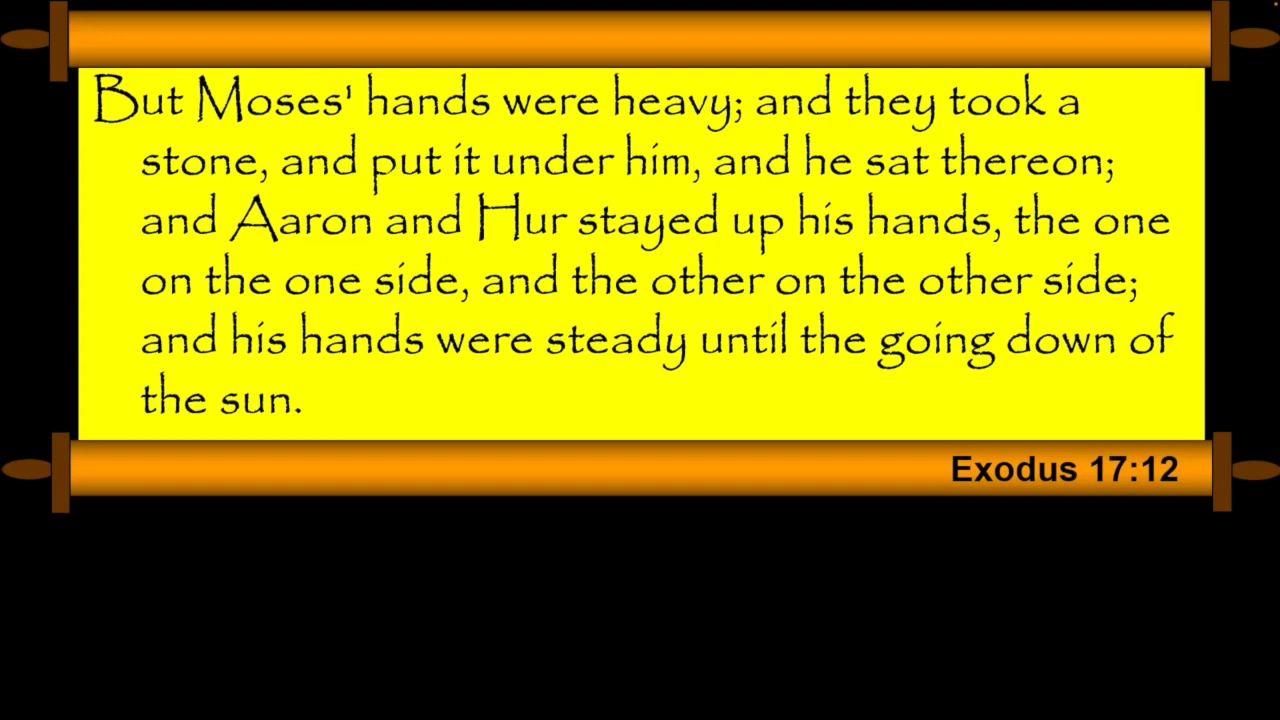 But Moses' hands were heavy; and they took a
stone, and put it under him, and he sat thereon;
and Aaron and Hur stayed up his hands, the one
on the one side, and the other on the other side;
and his hands were steady until the going down of
the sun.
Exodus 17:12